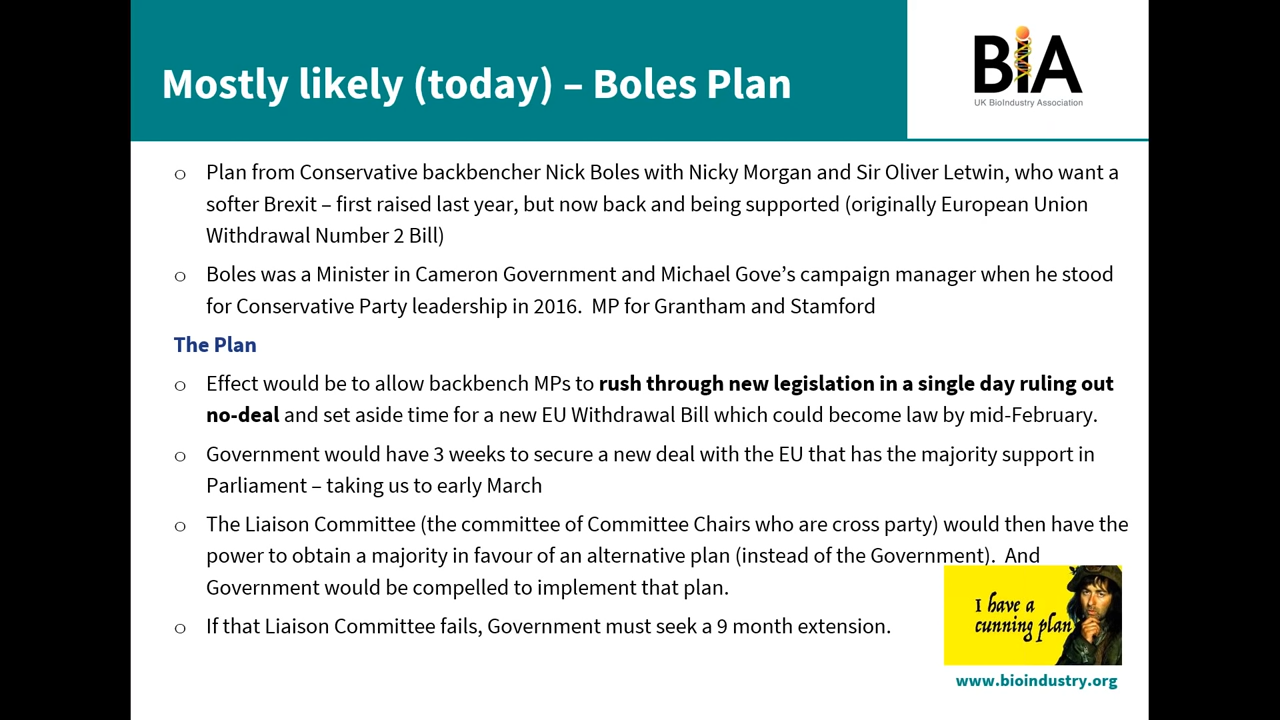 Mostly likely (today) – Boles Plan
BiA
UK BioIndustry Association
o Plan from Conservative backbencher Nick Boles with Nicky Morgan and Sir Oliver Letwin, who want a
softer Brexit – first raised last year, but now back and being supported (originally European Union
Withdrawal Number 2 Bill)
o Boles was a Minister in Cameron Government and Michael Gove’s campaign manager when he stood
for Conservative Party leadership in 2016.  MP for Grantham and Stamford
The Plan
o Effect would be to allow backbench MPs to rush through new legislation in a single day ruling out
no-deal and set aside time for a new EU Withdrawal Bill which could become law by mid-February.
o Government would have 3 weeks to secure a new deal with the EU that has the majority support in
Parliament – taking us to early March
o The Liaison Committee (the committee of Committee Chairs who are cross party) would then have the
power to obtain a majority in favour of an alternative plan (instead of the Government).  And
Government would be compelled to implement that plan.
o If that Liaison Committee fails, Government must seek a 9 month extension.
I have a
cunning plan
www.bioindustry.org